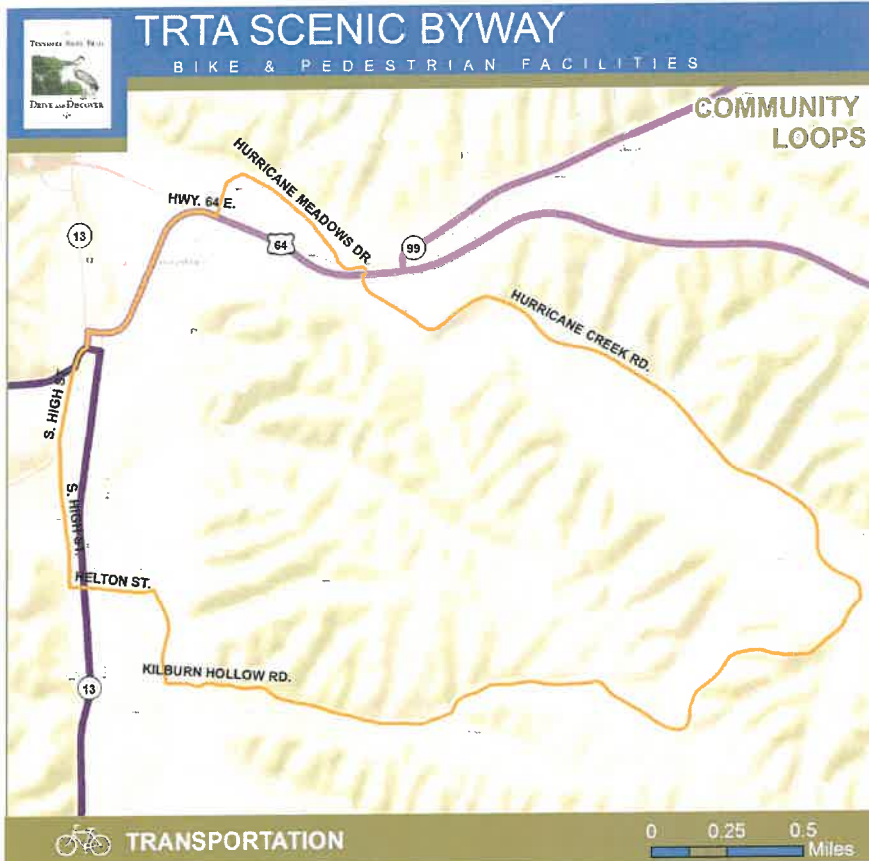 TRTA SCENIC BYWAY
BIKE & PEDESTRIAN FACILITIES
DRIVE AND DISCOVER
COMMUNITY
LOOPS
HURRICANE MEADOWS DR.
HWY. 64 E.
13
64
99
HURRICANE CREEK RD.
S. HIGH ST.
S. HIGH ST.
HELTON ST.
KILBURN HOLLOW RD.
13
TRANSPORTATION
0 0.25 0.5
Miles